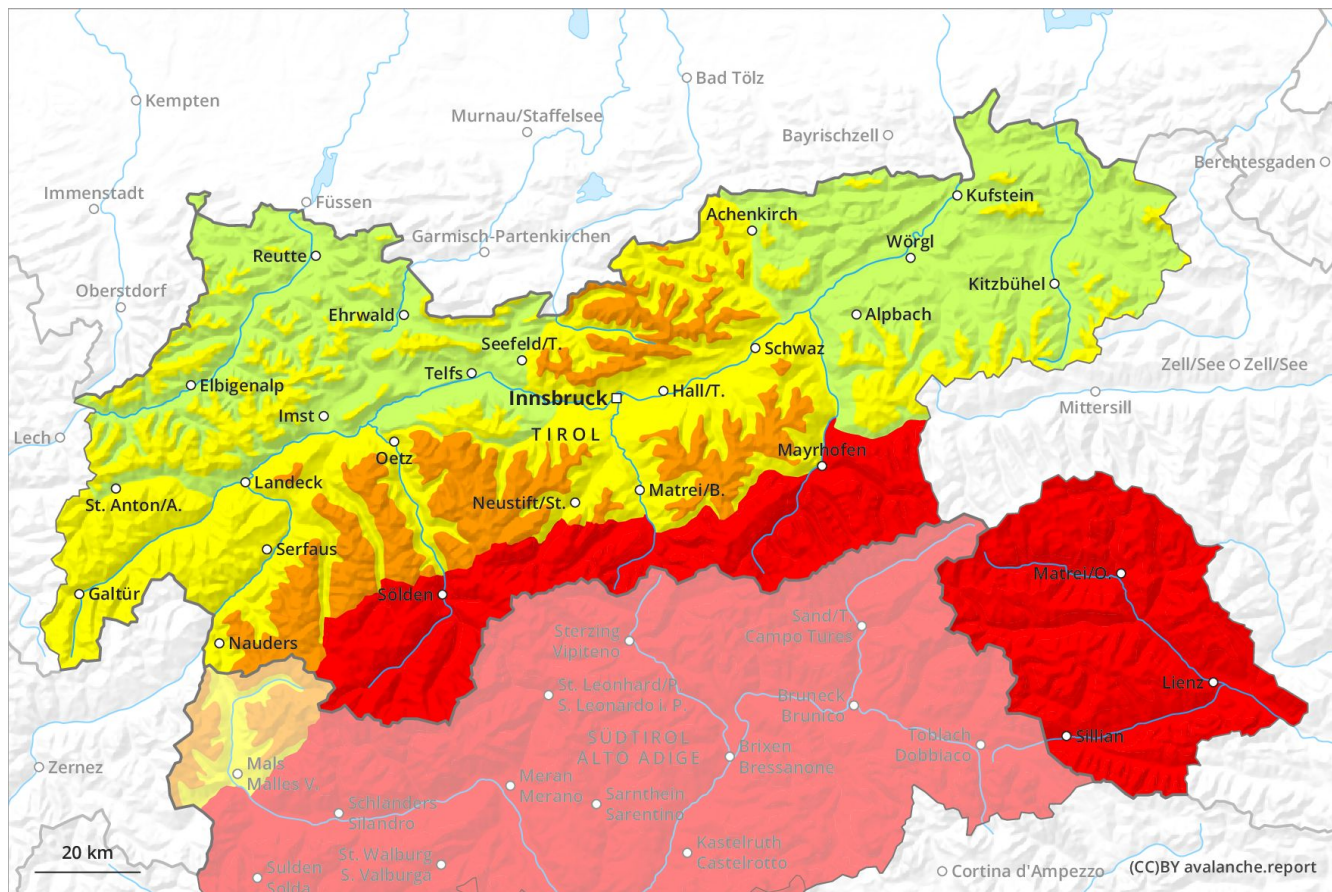 Kempten
Bad Tölz
Murnau/Staffelsee
Bayrischzell
Berchtesgaden
Immenstadt
Füssen
Kufstein
Achenkirch
Garmisch-Partenkirchen
Wörgl
Reutte
Kitzbühel
Oberstdorf
Ehrwald
Alpbach
Seefeld/T.
Schwaz
Zell/See
Zell/See
Telfs
Elbigenalp
Hall/T.
Innsbruck
Mittersill
Imst
TIROL
Lech
Oetz
Mayrhofen
Landeck
Matrei/B.
Neustift/St.
St. Anton/A.
Serfaus
Matrei/O.
Galtür
Sölden
Sand/T.
Campo Tures
Sterzing
Vipiteno
Nauders
Lienz
St. Leonhard/P.
S. Leonardo i. P.
Bruneck
Brunico
Sillian
SÜDTIROL
ALTO ADIGE
Toblach
Dobbiaco
Brixen
Bressanone
Zernez
Mals
Málles V.
Meran
Merano
Sarnthein
Sarentino
Schlanders
Silandro
20 km
Kastelruth
Castelrotto
St. Walburg
S. Valburga
Sulden
Solda
Cortina d'Ampezzo
(CC)BY avalanche.report